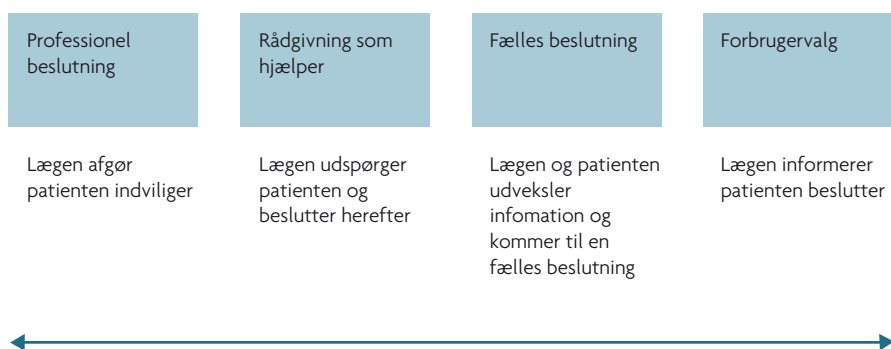 Professionel
beslutning
Lægen afgør
patienten indviliger
Rådgivning som
hjælper
Lægen udspørger
patienten og
beslutter herefter
Fælles beslutning
Lægen og patienten
udveksler
infomation og
kommer til en
fælles beslutning
Forbrugervalg
Lægen informerer
patienten beslutter